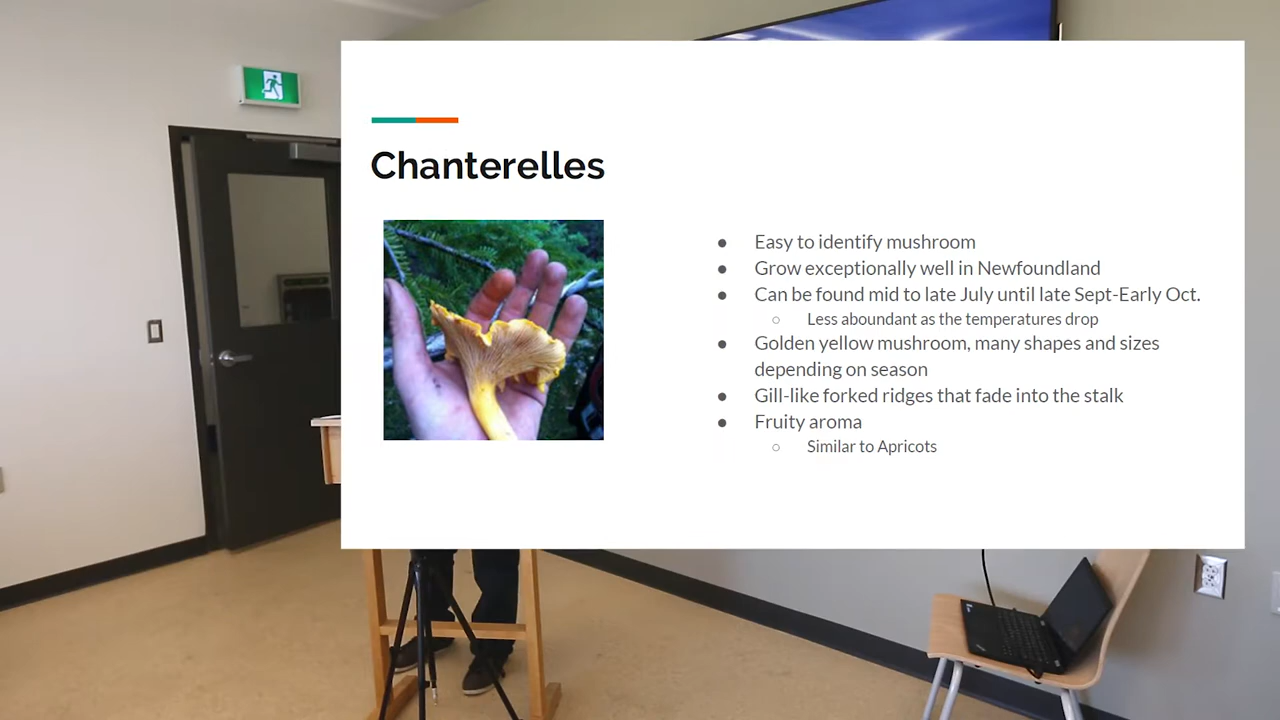 Chanterelles
● Easy to identify mushroom
● Grow exceptionally well in Newfoundland
● Can be found mid to late July until late Sept-Early Oct.
○ Less aboundant as the temperatures drop
● Golden yellow mushroom, many shapes and sizes
depending on season
● Gill-like forked ridges that fade into the stalk
● Fruity aroma
○ Similar to Apricots